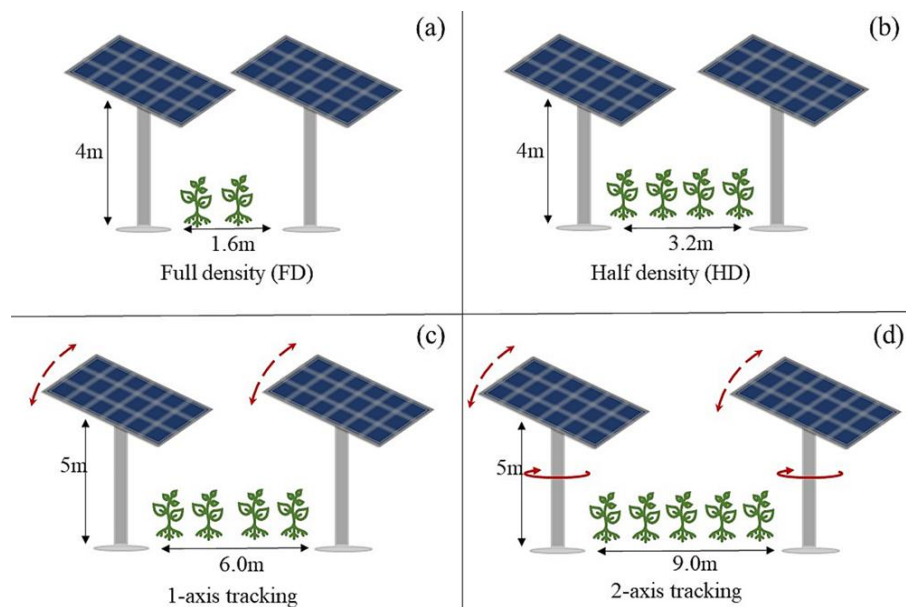 (a)
4m
1.6m
Full density (FD)
(b)
4m
3.2m
Half density (HD)
(c)
5m
6.0m
1-axis tracking
(d)
5m
9.0m
2-axis tracking